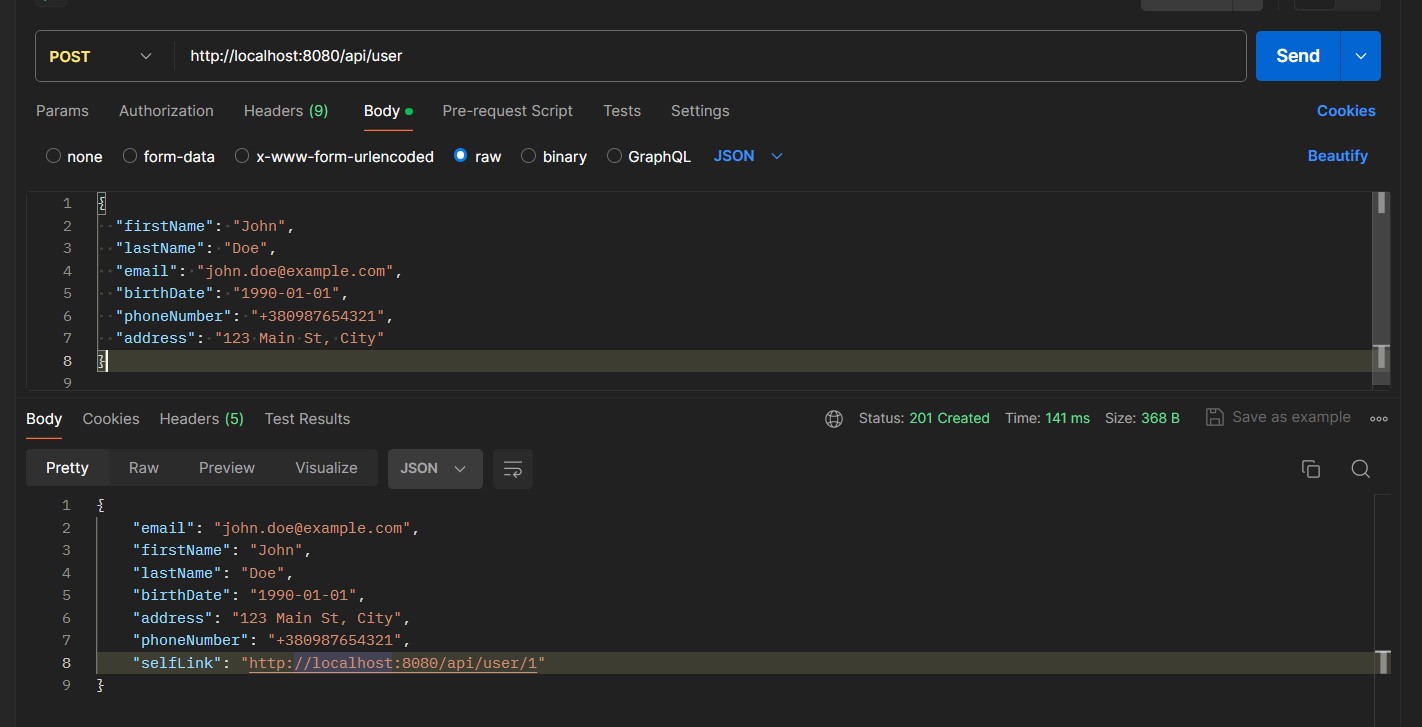 POST http://localhost:8080/api/user Send
Params Authorization Headers (9) Body Pre-request Script Tests Settings Cookies
none form-data x-www-form-urlencoded raw binary GraphQL JSON Beautify
1 {
2 "firstName": "John",
3 "lastName": "Doe",
4 "email": "john.doe@example.com",
5 "birthDate": "1990-01-01",
6 "phoneNumber": "+380987654321",
7 "address": "123 Main St, City"
8 }
9
Body Cookies Headers (5) Test Results Status: 201 Created Time: 141 ms Size: 368 B Save as example
Pretty Raw Preview Visualize JSON
1 {
2 "email": "john.doe@example.com",
3 "firstName": "John",
4 "lastName": "Doe",
5 "birthDate": "1990-01-01",
6 "address": "123 Main St, City",
7 "phoneNumber": "+380987654321",
8 "selfLink": "http://localhost:8080/api/user/1"
9 }